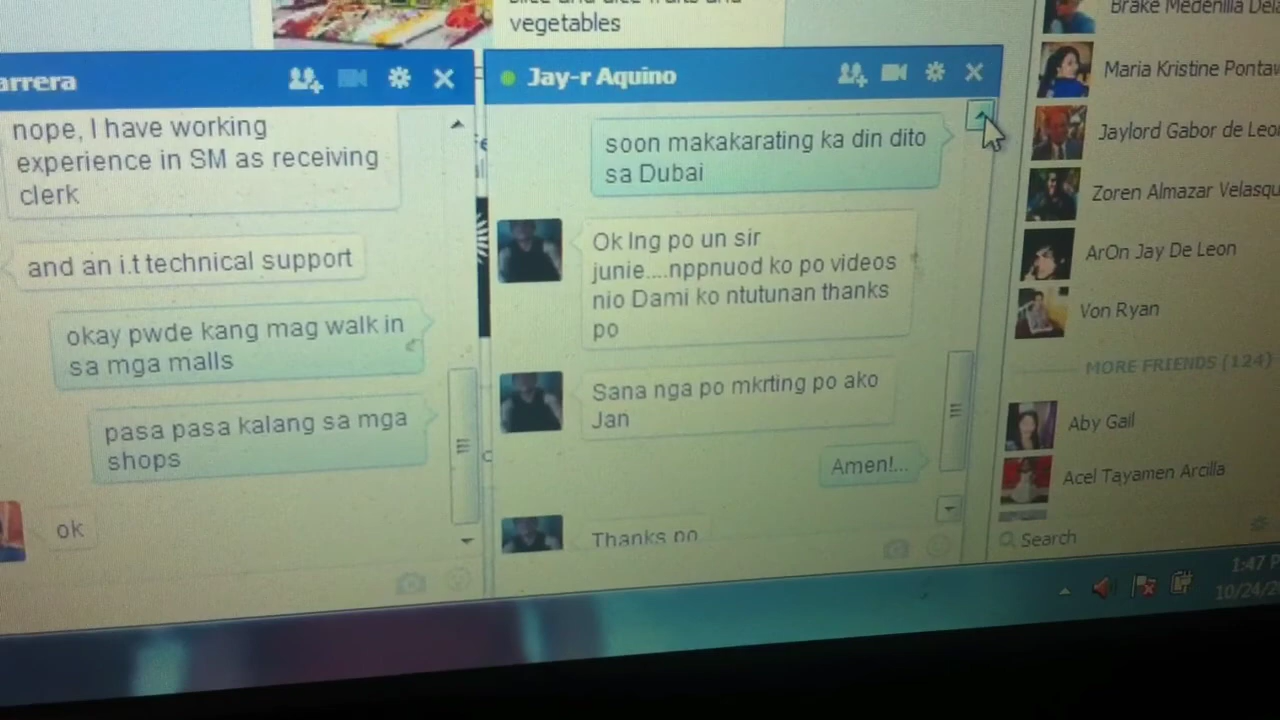 vegetables
arrera
nope, I have working
experience in SM as receiving
clerk
and an i.t technical support
okay pwde kang mag walk in
sa mga malls
pasa pasa kalang sa mga
shops
ok
Jay-r Aquino
soon makakarating ka din dito
sa Dubai
Ok lng po un sir
junie....nppnuod ko po videos
nio Dami ko ntutunan thanks
po
Sana nga po mkrting po ako
Jan
Amen!...
Thanks po
Brake Medenilla Dela
Maria Kristine Pontaw
Jaylord Gabor de Leo
Zoren Almazar Velasqu
ArOn Jay De Leon
Von Ryan
MORE FRIENDS (124)
Aby Gail
Acel Tayamen Arcilla
Search
1:47 P
10/24/2